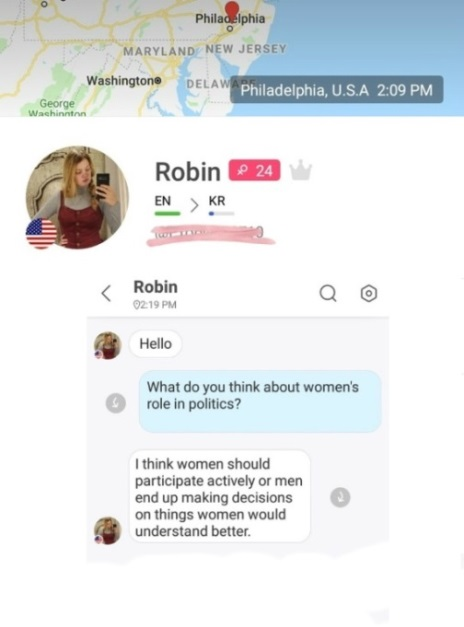 Philadelphia
MARYLAND NEW JERSEY
Washington
DELAWARE
Philadelphia, U.S.A 2:09 PM
George
Washington
Robin 24
EN > KR
Robin
2:19 PM
Hello
What do you think about women's
role in politics?
I think women should
participate actively or men
end up making decisions
on things women would
understand better.